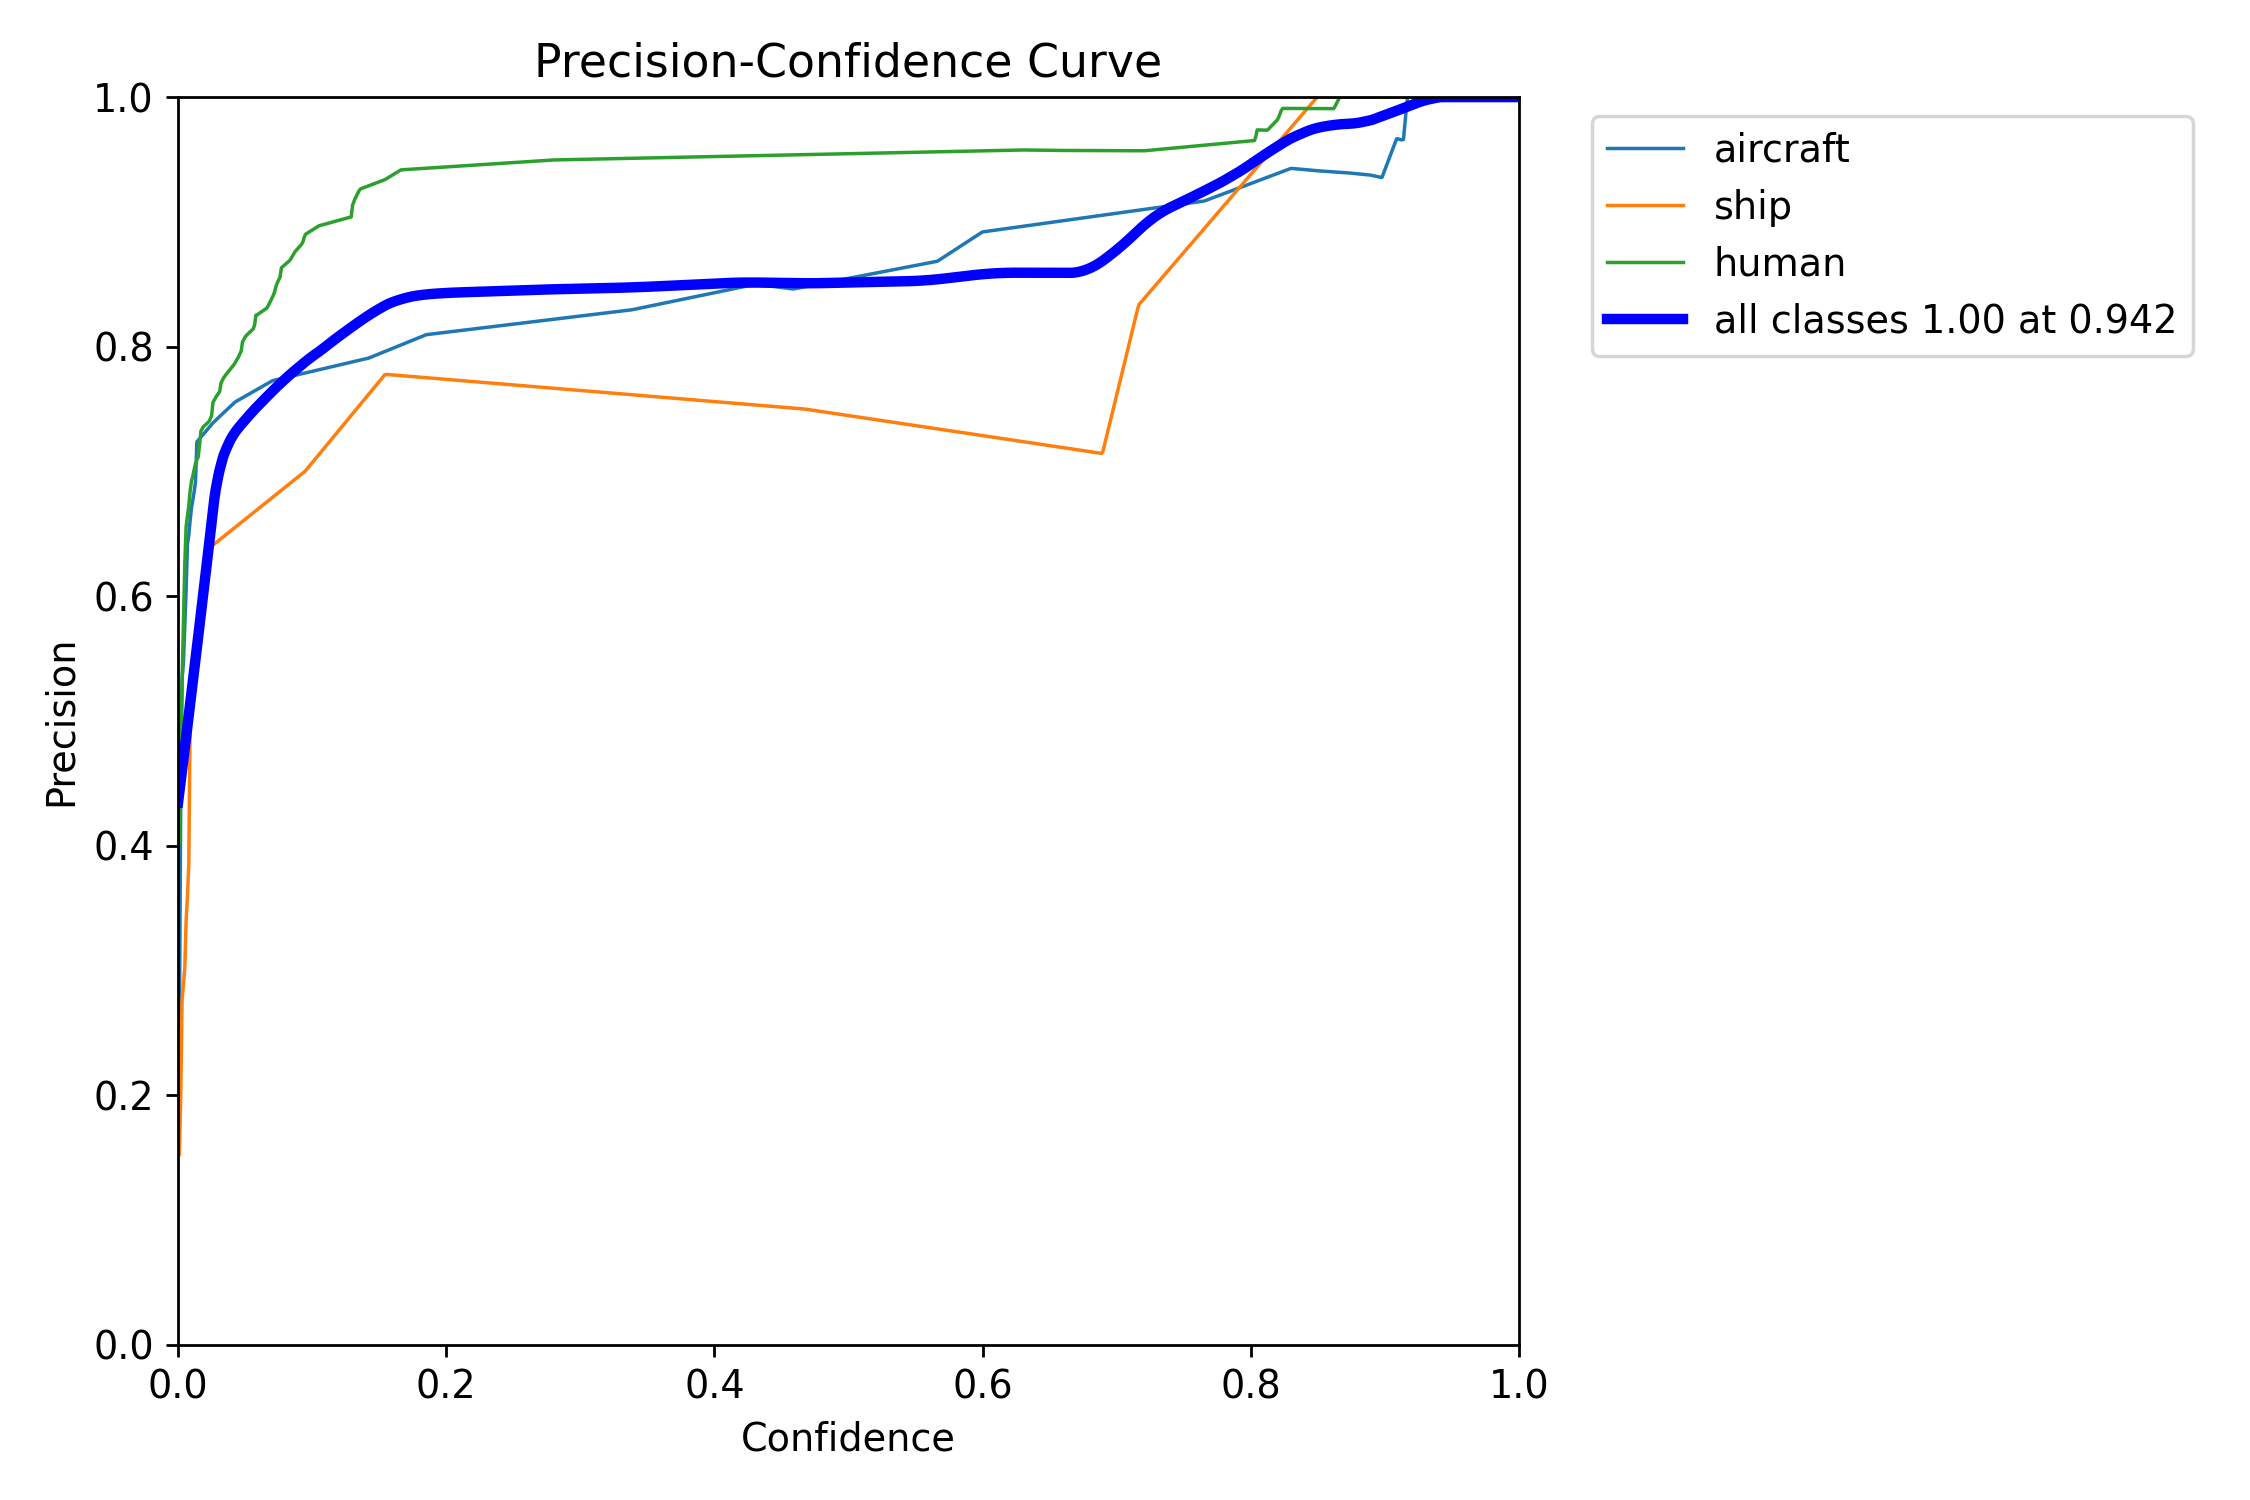 Precision-Confidence Curve
1.0
0.8
0.6
0.4
0.2
0.0
Precision
0.0 0.2 0.4 0.6 0.8 1.0
Confidence
aircraft
ship
human
all classes 1.00 at 0.942